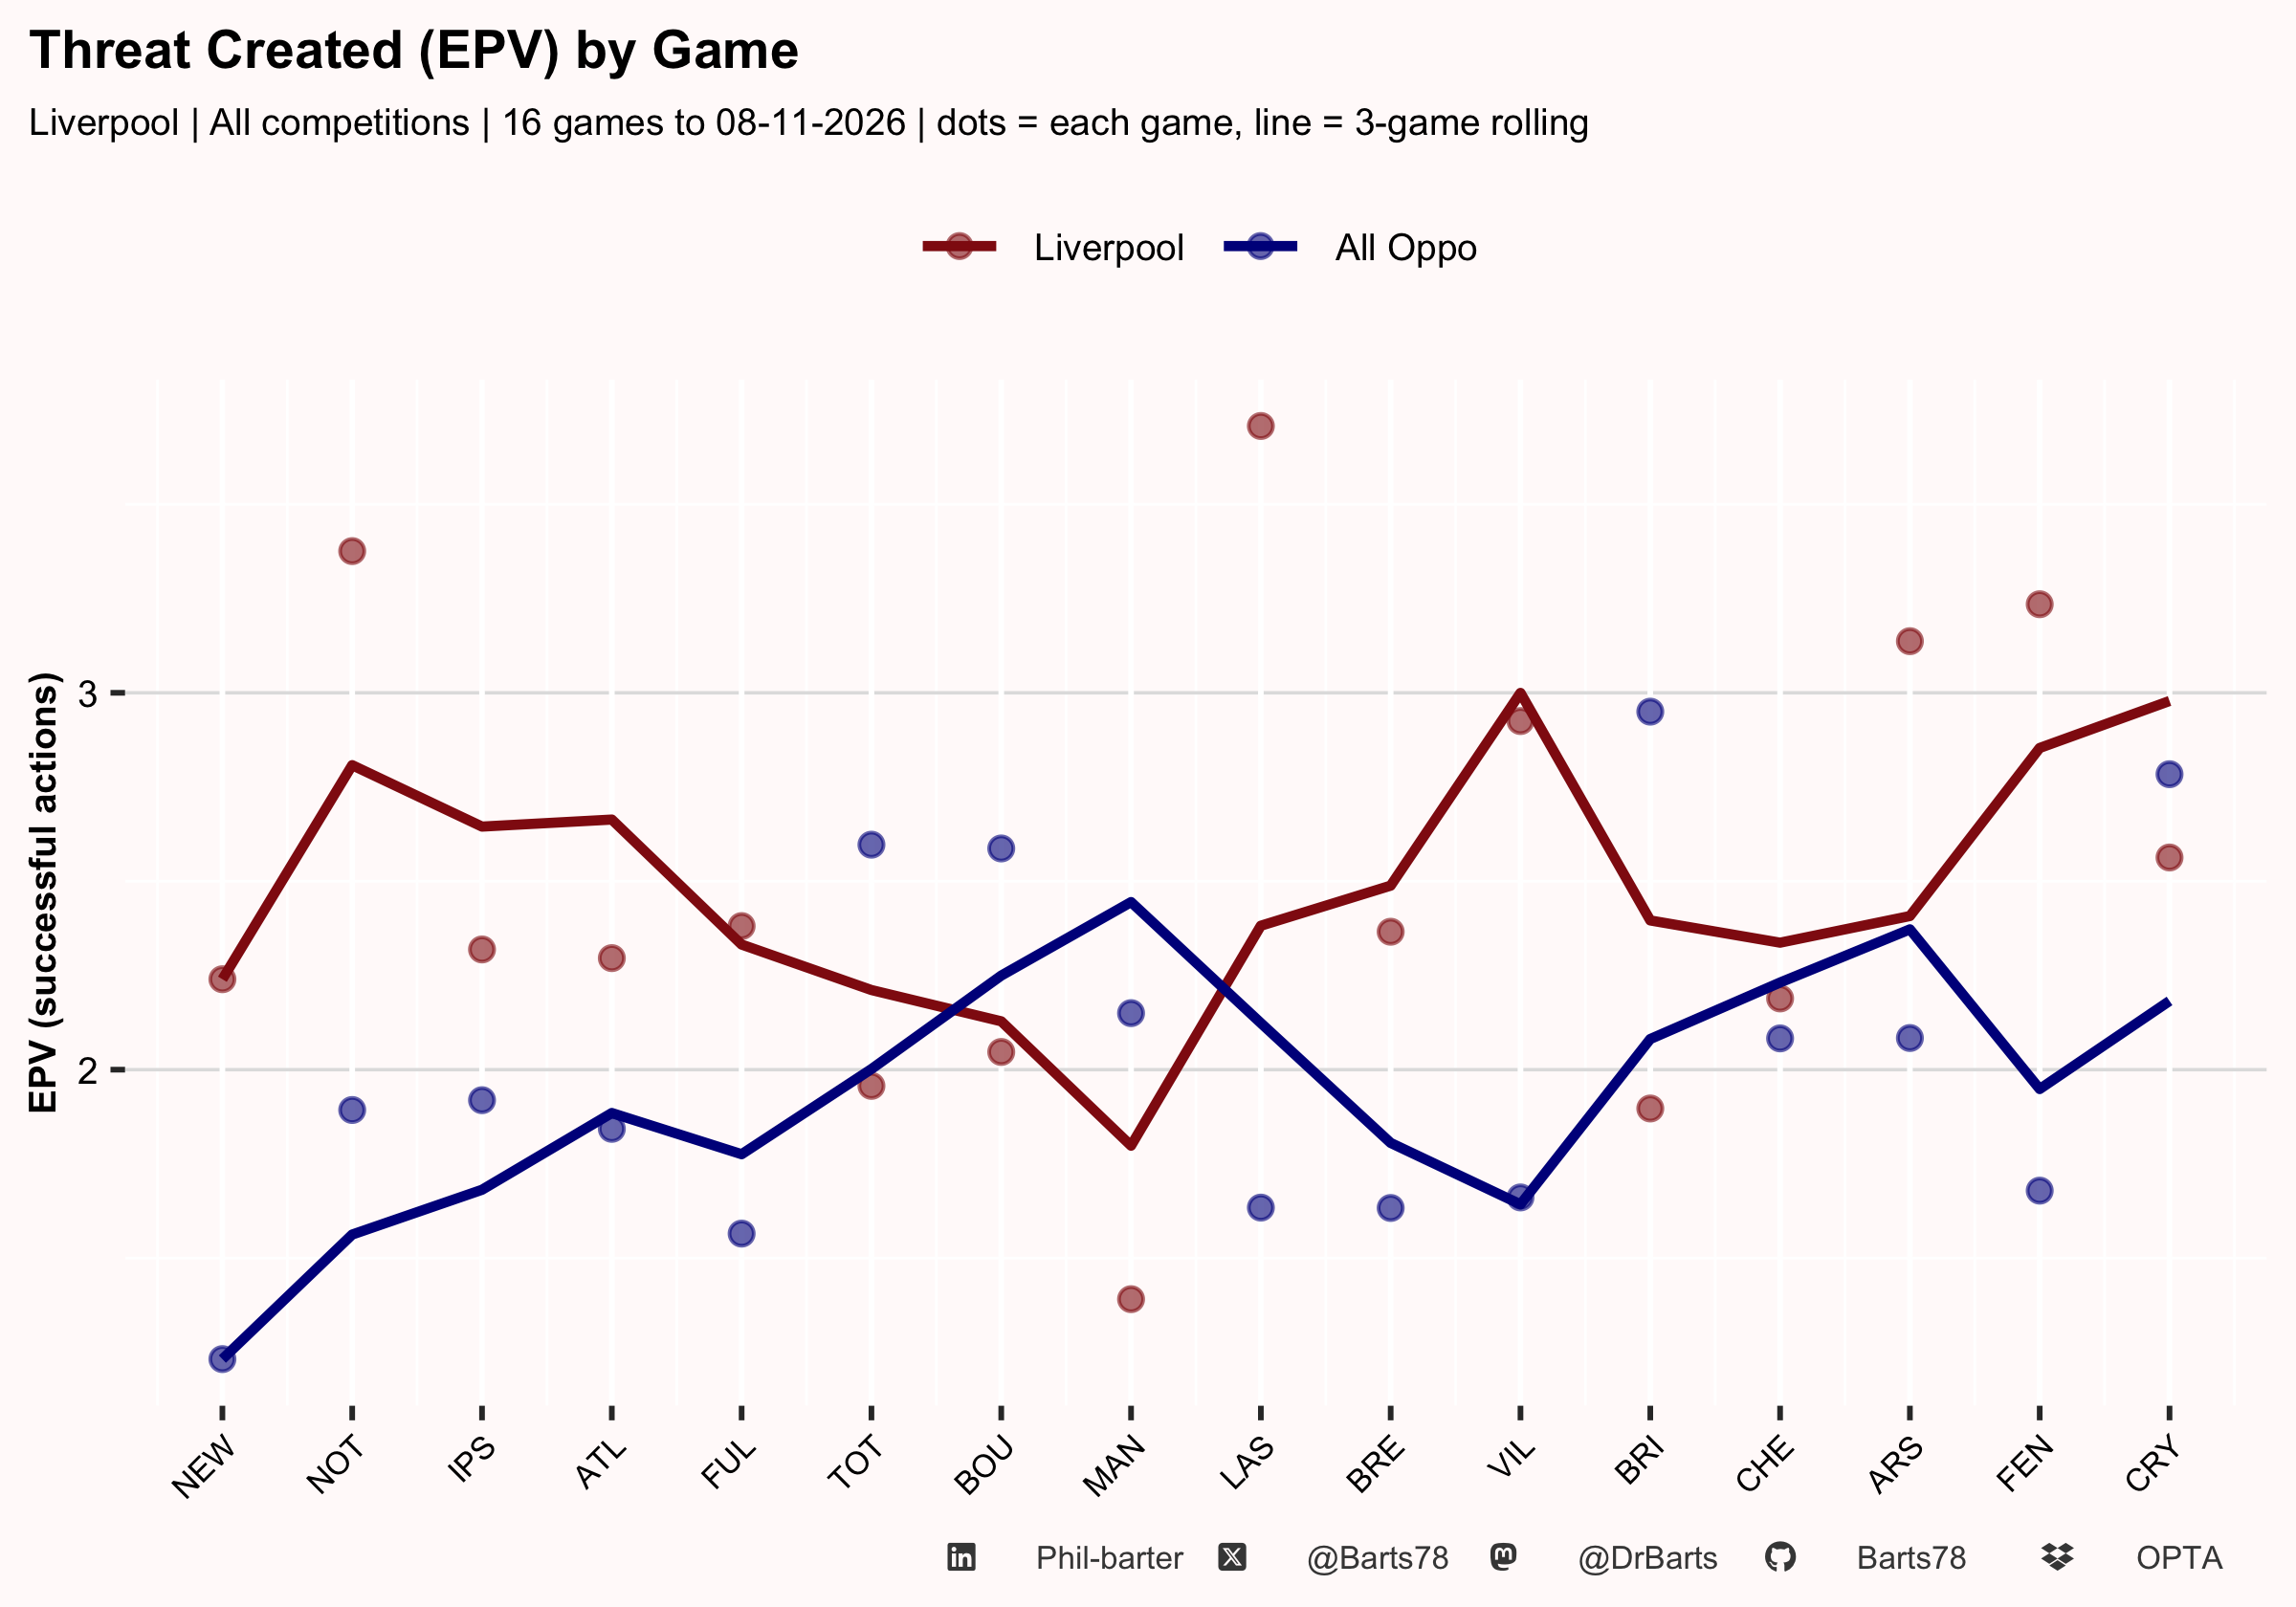 Threat Created (EPV) by Game
Liverpool | All competitions | 16 games to 08-11-2026 | dots = each game, line = 3-game rolling
Liverpool All Oppo
EPV (successful actions)
3
2
NEW NOT IPS ATL FUL TOT BOU MAN LAS BRE VIL BRI CHE ARS FEN CRY
Phil-barter @Barts78 @DrBarts Barts78 OPTA